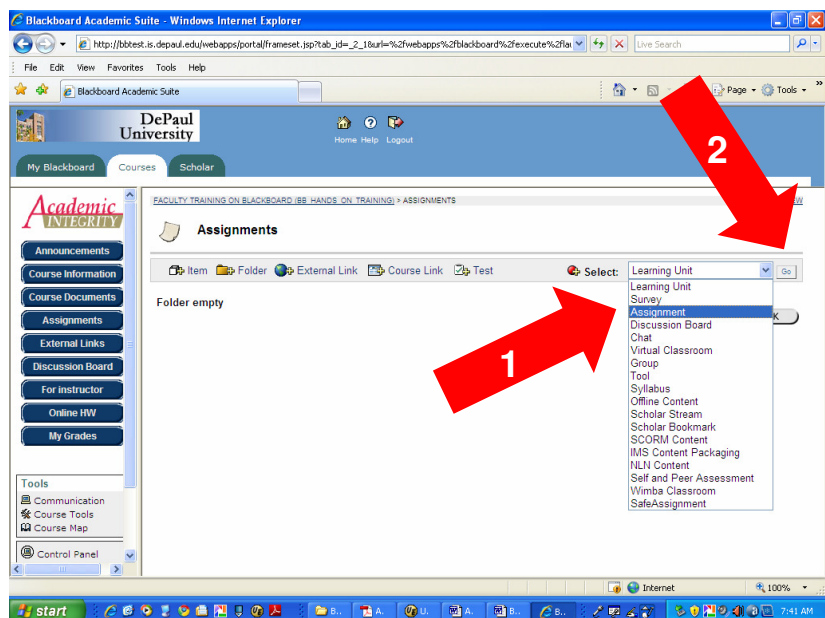 Blackboard Academic Suite - Windows Internet Explorer
http://bbtest.is.depaul.edu/webapps/portal/frameset.jsp?tab_id=_2_1&url=%2fwebapps%2fblackboard%2fexecute%2f Live Search
File Edit View Favorites Tools Help
Blackboard Academic Suite Page Tools
DePaul
University
Home Help Logout
My Blackboard Courses Scholar
2
FACULTY TRAINING ON BLACKBOARD (BB_HANDS_ON_TRAINING) > ASSIGNMENTS
Academic
INTEGRITY
Assignments
Announcements
Course Information
Course Documents
Assignments
External Links
Discussion Board
For instructor
Online HW
My Grades
Item Folder External Link Course Link Test Select: Learning Unit Go
Folder empty
Learning Unit
Survey
Assignment
Discussion Board
Chat
Virtual Classroom
Group
Tool
Syllabus
Offline Content
Scholar Stream
Scholar Bookmark
SCORM Content
IMS Content Packaging
NLN Content
Self and Peer Assessment
Wimba Classroom
SafeAssignment
K
1
Tools
Communication
Course Tools
Course Map
Control Panel
Internet 100%
start B.. A. U. A. B.. B.. 7:41 AM